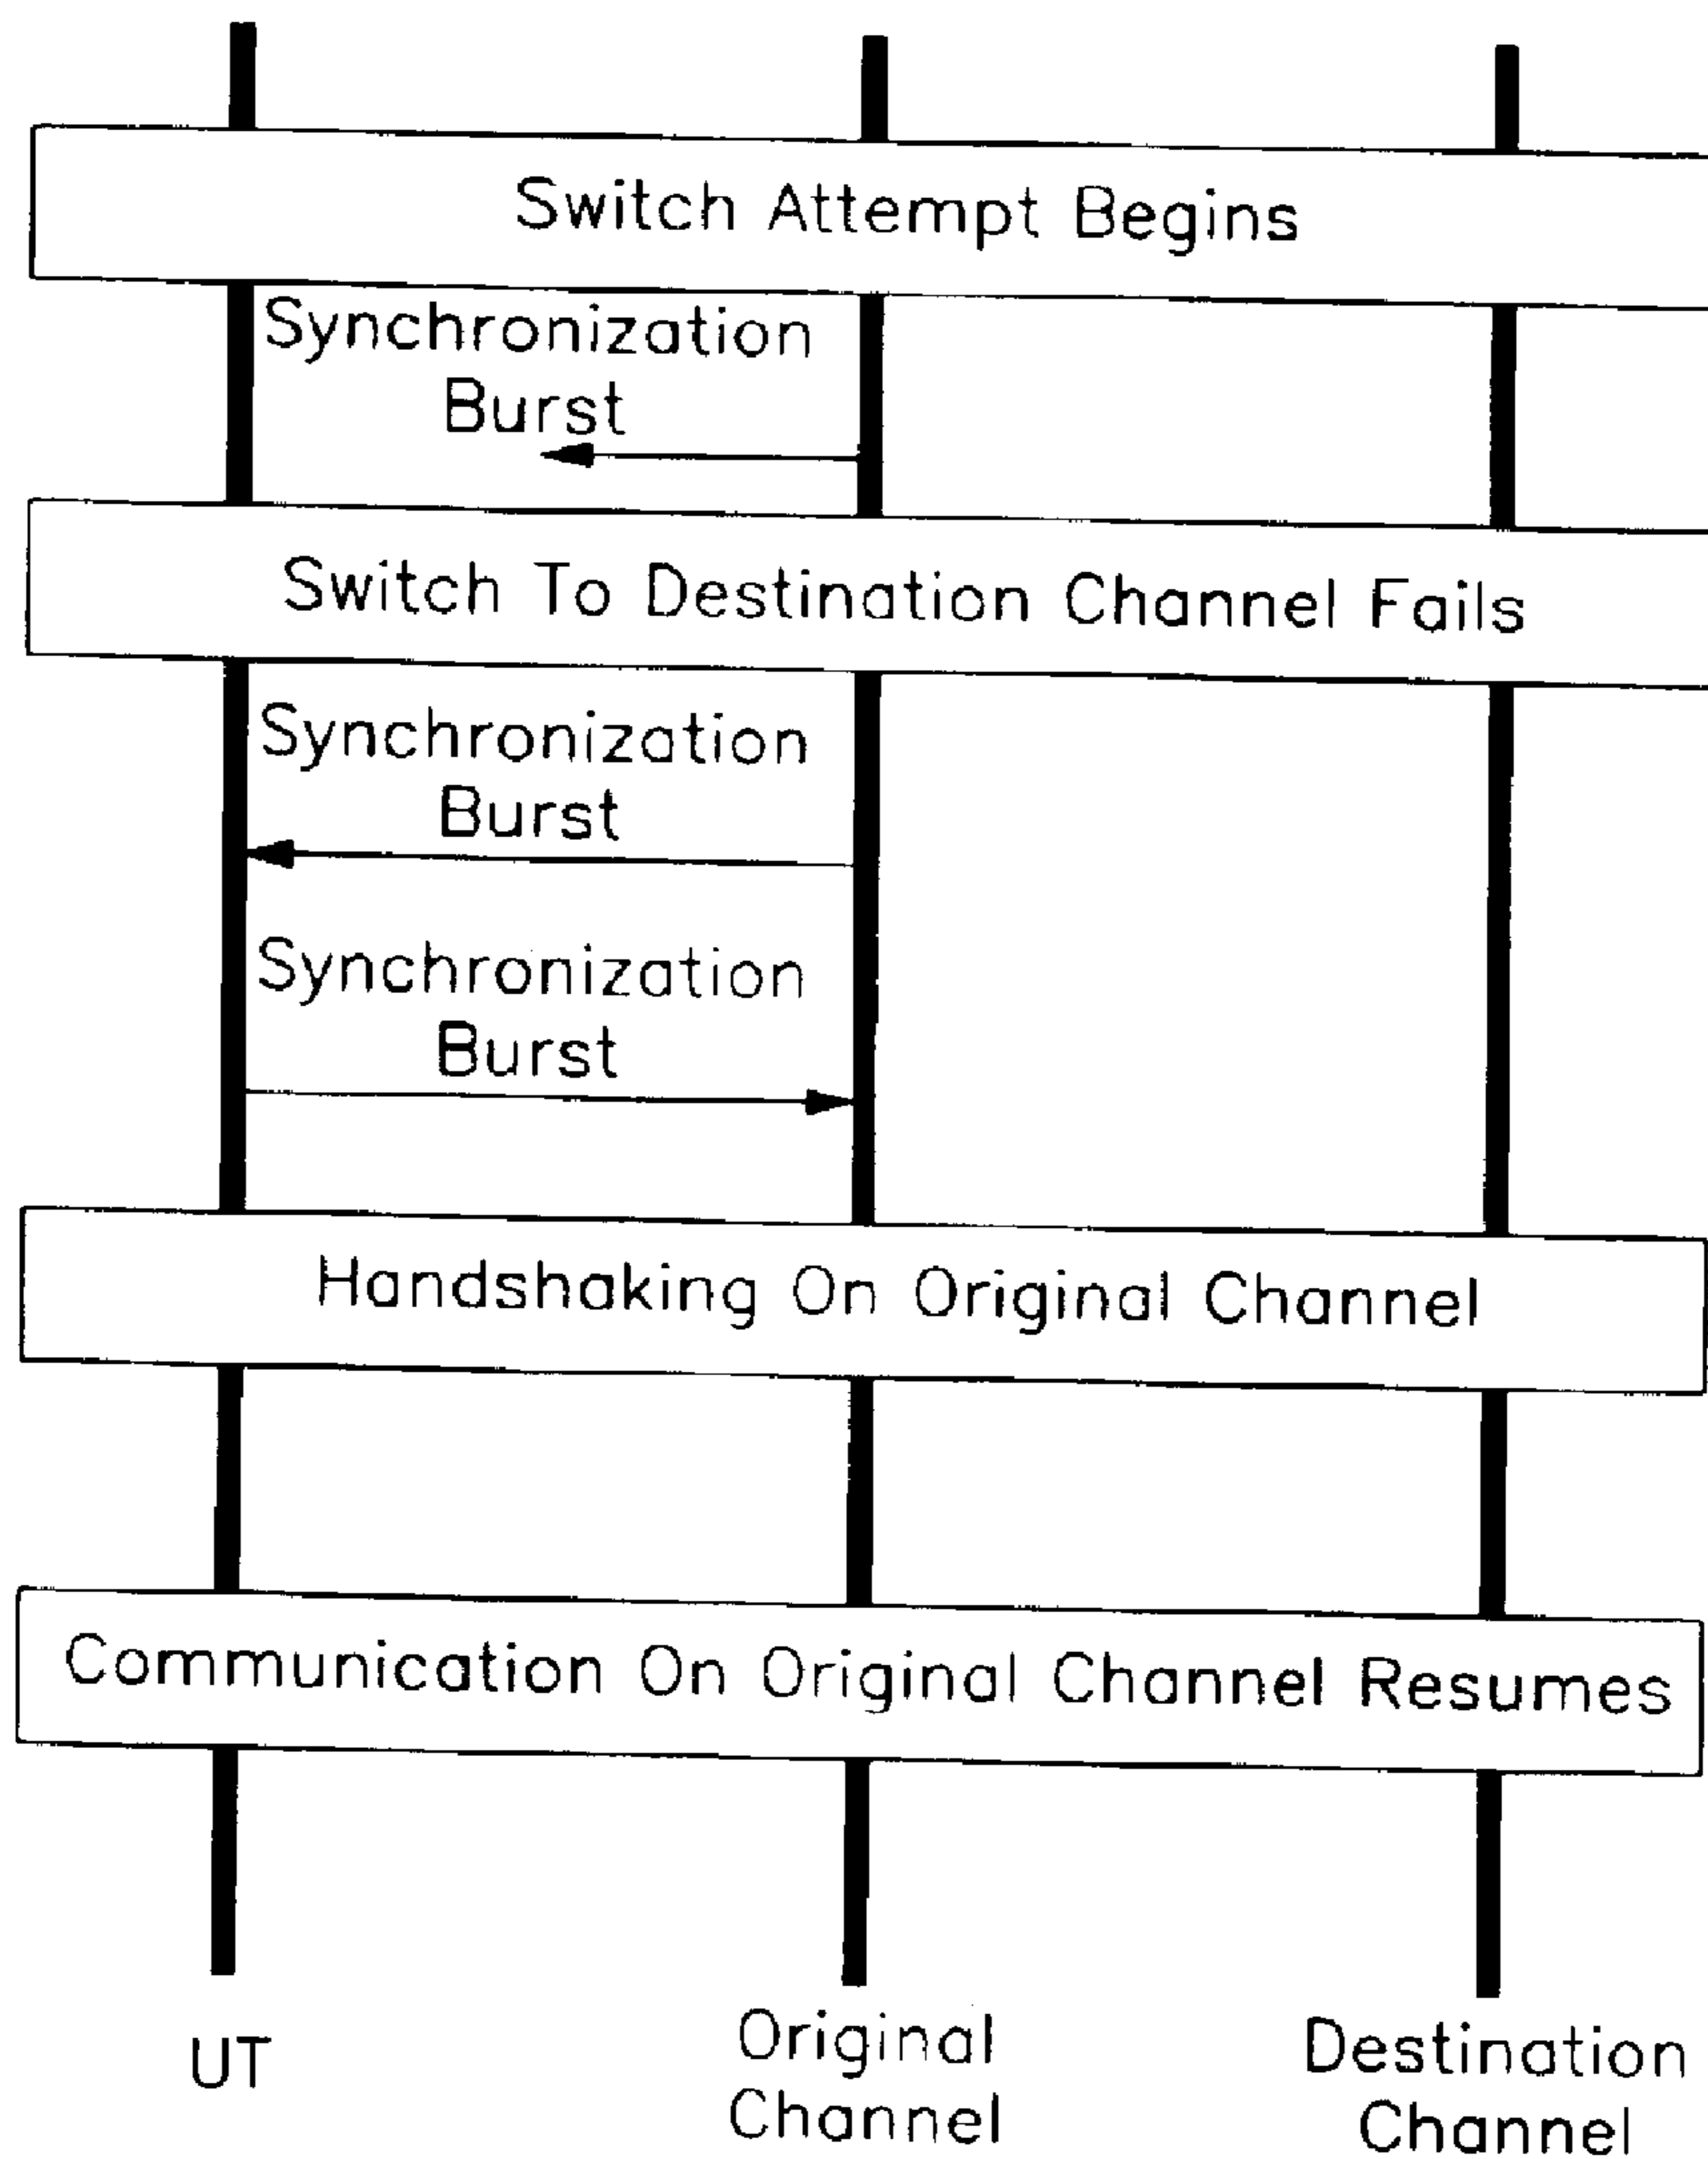 Switch Attempt Begins
Synchronization
Burst
Switch To Destination Channel Fails
Synchronization
Burst
Synchronization
Burst
Handshaking On Original Channel
Communication On Original Channel Resumes
UT
Original
Channel
Destination
Channel